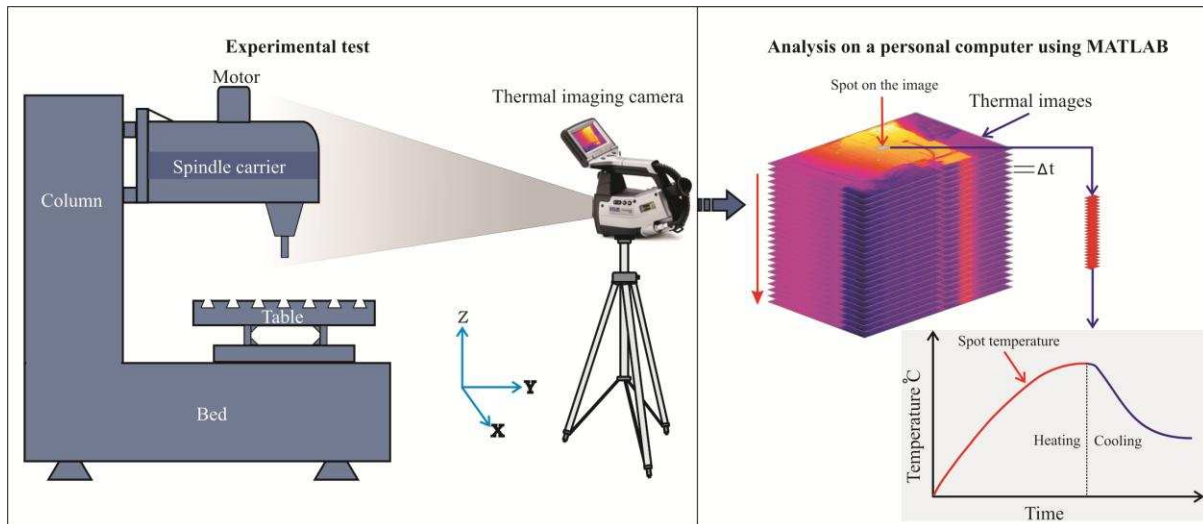 Experimental test
Motor
Thermal imaging camera
Spindle carrier
Column
Table
Z
Y
X
Bed
Analysis on a personal computer using MATLAB
Spot on the image
Thermal images
Δt
Spot temperature
Temperature °C
Heating
Cooling
Time